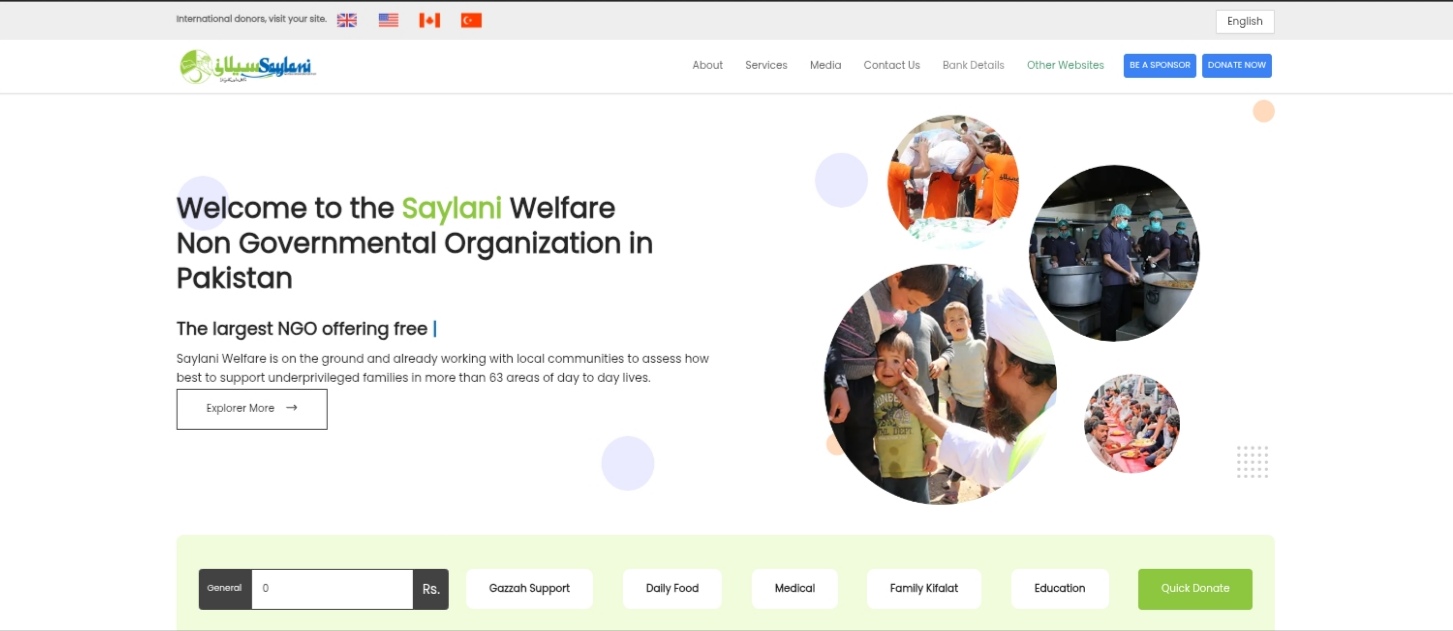 International donors, visit your site.
English
سیلانی Saylani
About Services Media Contact Us Bank Details Other Websites BE A SPONSOR DONATE NOW
Welcome to the Saylani Welfare
Non Governmental Organization in
Pakistan
The largest NGO offering free |
Saylani Welfare is on the ground and already working with local communities to assess how
best to support underprivileged families in more than 63 areas of day to day lives.
Explorer More →
General 0 Rs. Gazzah Support Daily Food Medical Family Kifalat Education Quick Donate